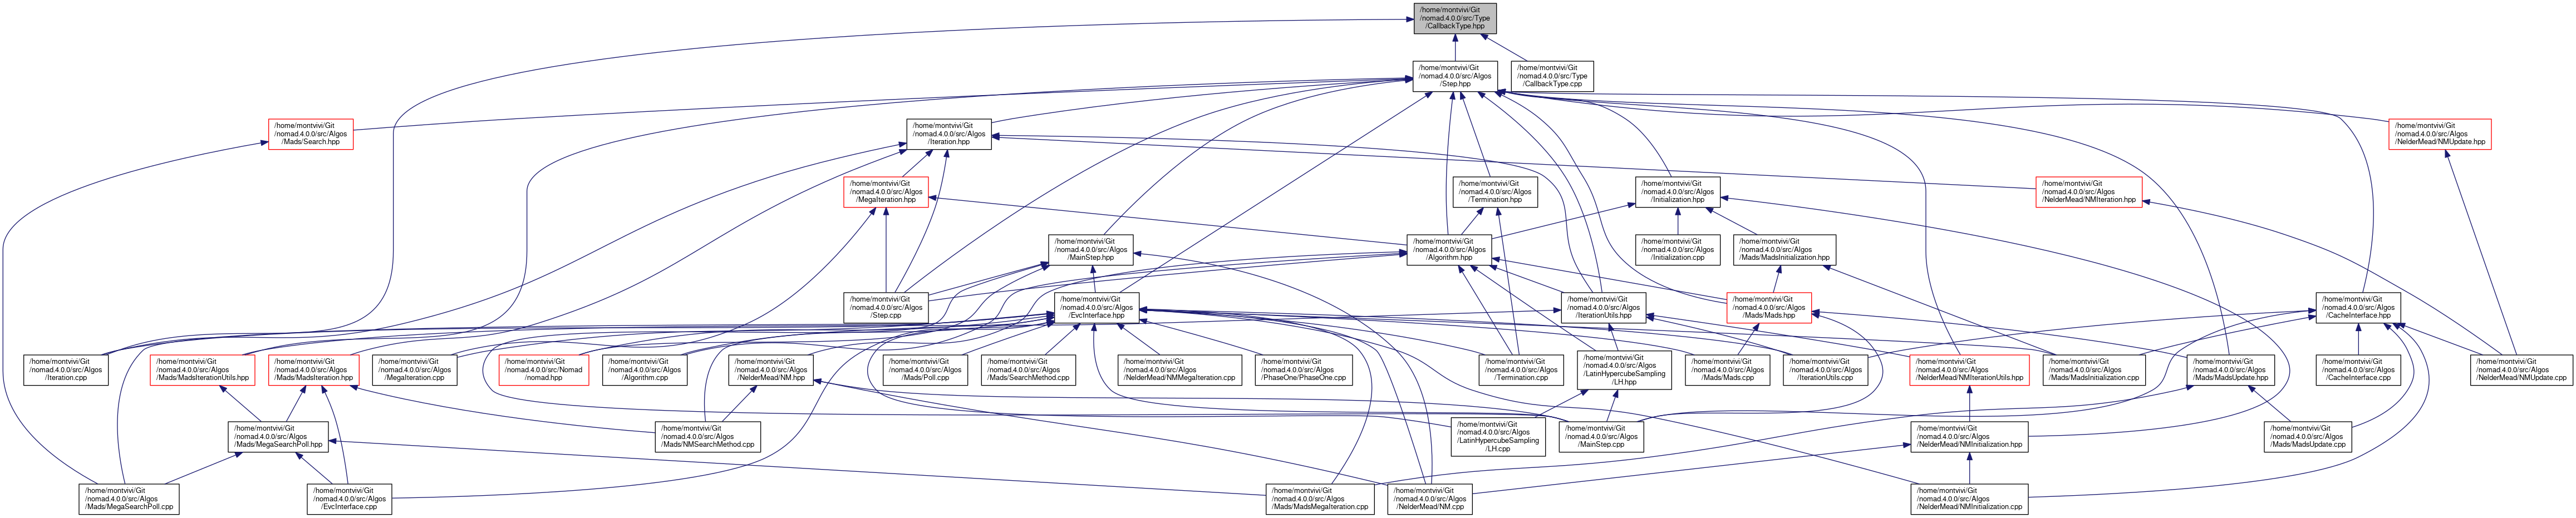 /home/montvivi/Git
/nomad.4.0.0/src/Type
/CallbackType.hpp
/home/montvivi/Git
/nomad.4.0.0/src/Algos
/Step.hpp
/home/montvivi/Git
/nomad.4.0.0/src/Type
/CallbackType.cpp
/home/montvivi/Git
/nomad.4.0.0/src/Algos
/Mads/Search.hpp
/home/montvivi/Git
/nomad.4.0.0/src/Algos
/Iteration.hpp
/home/montvivi/Git
/nomad.4.0.0/src/Algos
/NelderMead/NMUpdate.hpp
/home/montvivi/Git
/nomad.4.0.0/src/Algos
/MegaIteration.hpp
/home/montvivi/Git
/nomad.4.0.0/src/Algos
/Termination.hpp
/home/montvivi/Git
/nomad.4.0.0/src/Algos
/Initialization.hpp
/home/montvivi/Git
/nomad.4.0.0/src/Algos
/NelderMead/NMIteration.hpp
/home/montvivi/Git
/nomad.4.0.0/src/Algos
/MainStep.hpp
/home/montvivi/Git
/nomad.4.0.0/src/Algos
/Algorithm.hpp
/home/montvivi/Git
/nomad.4.0.0/src/Algos
/Initialization.cpp
/home/montvivi/Git
/nomad.4.0.0/src/Algos
/Mads/MadsInitialization.hpp
/home/montvivi/Git
/nomad.4.0.0/src/Algos
/Step.cpp
/home/montvivi/Git
/nomad.4.0.0/src/Algos
/EvcInterface.hpp
/home/montvivi/Git
/nomad.4.0.0/src/Algos
/IterationUtils.hpp
/home/montvivi/Git
/nomad.4.0.0/src/Algos
/Mads/Mads.hpp
/home/montvivi/Git
/nomad.4.0.0/src/Algos
/CacheInterface.hpp
/home/montvivi/Git
/nomad.4.0.0/src/Algos
/Iteration.cpp
/home/montvivi/Git
/nomad.4.0.0/src/Algos
/Mads/MadsIterationUtils.hpp
/home/montvivi/Git
/nomad.4.0.0/src/Algos
/Mads/MadsIteration.hpp
/home/montvivi/Git
/nomad.4.0.0/src/Algos
/MegaIteration.cpp
/home/montvivi/Git
/nomad.4.0.0/src/Nomad
/nomad.hpp
/home/montvivi/Git
/nomad.4.0.0/src/Algos
/Algorithm.cpp
/home/montvivi/Git
/nomad.4.0.0/src/Algos
/NelderMead/NM.hpp
/home/montvivi/Git
/nomad.4.0.0/src/Algos
/Mads/Poll.cpp
/home/montvivi/Git
/nomad.4.0.0/src/Algos
/Mads/SearchMethod.cpp
/home/montvivi/Git
/nomad.4.0.0/src/Algos
/NelderMead/NMMegaIteration.cpp
/home/montvivi/Git
/nomad.4.0.0/src/Algos
/PhaseOne/PhaseOne.cpp
/home/montvivi/Git
/nomad.4.0.0/src/Algos
/Termination.cpp
/home/montvivi/Git
/nomad.4.0.0/src/Algos
/LatinHypercubeSampling
/LH.hpp
/home/montvivi/Git
/nomad.4.0.0/src/Algos
/Mads/Mads.cpp
/home/montvivi/Git
/nomad.4.0.0/src/Algos
/IterationUtils.cpp
/home/montvivi/Git
/nomad.4.0.0/src/Algos
/NelderMead/NMIterationUtils.hpp
/home/montvivi/Git
/nomad.4.0.0/src/Algos
/Mads/MadsInitialization.cpp
/home/montvivi/Git
/nomad.4.0.0/src/Algos
/Mads/MadsUpdate.hpp
/home/montvivi/Git
/nomad.4.0.0/src/Algos
/CacheInterface.cpp
/home/montvivi/Git
/nomad.4.0.0/src/Algos
/NelderMead/NMUpdate.cpp
/home/montvivi/Git
/nomad.4.0.0/src/Algos
/Mads/MegaSearchPoll.hpp
/home/montvivi/Git
/nomad.4.0.0/src/Algos
/Mads/NMSearchMethod.cpp
/home/montvivi/Git
/nomad.4.0.0/src/Algos
/LatinHypercubeSampling
/LH.cpp
/home/montvivi/Git
/nomad.4.0.0/src/Algos
/MainStep.cpp
/home/montvivi/Git
/nomad.4.0.0/src/Algos
/NelderMead/NMInitialization.hpp
/home/montvivi/Git
/nomad.4.0.0/src/Algos
/Mads/MadsUpdate.cpp
/home/montvivi/Git
/nomad.4.0.0/src/Algos
/Mads/MegaSearchPoll.cpp
/home/montvivi/Git
/nomad.4.0.0/src/Algos
/EvcInterface.cpp
/home/montvivi/Git
/nomad.4.0.0/src/Algos
/Mads/MadsMegaIteration.cpp
/home/montvivi/Git
/nomad.4.0.0/src/Algos
/NelderMead/NM.cpp
/home/montvivi/Git
/nomad.4.0.0/src/Algos
/NelderMead/NMInitialization.cpp